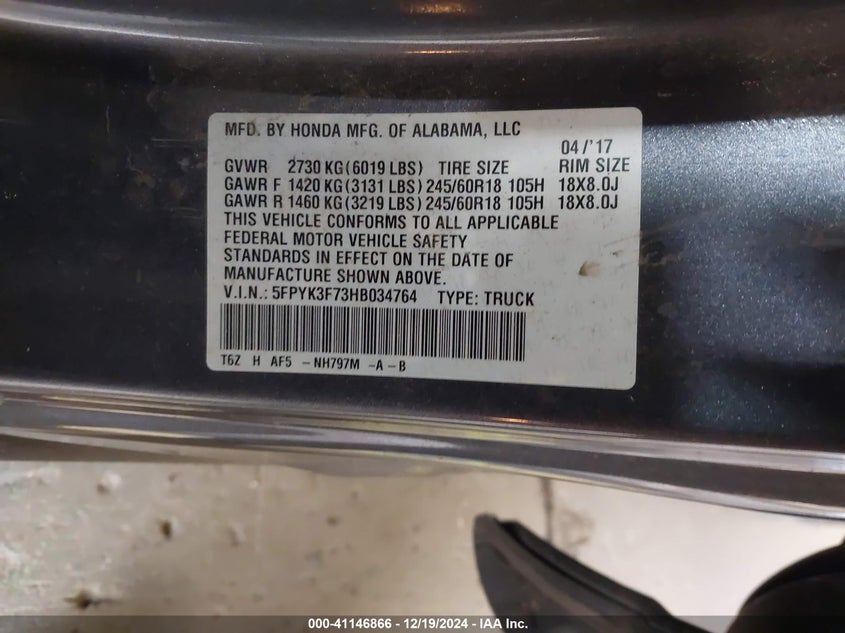 MFD. BY HONDA MFG. OF ALABAMA, LLC
04/'17
GVWR 2730 KG(6019 LBS) TIRE SIZE RIM SIZE
GAWR F 1420 KG(3131 LBS) 245/60R18 105H 18X8.0J
GAWR R 1460 KG(3219 LBS) 245/60R18 105H 18X8.0J
THIS VEHICLE CONFORMS TO ALL APPLICABLE
FEDERAL MOTOR VEHICLE SAFETY
STANDARDS IN EFFECT ON THE DATE OF
MANUFACTURE SHOWN ABOVE.
V.I.N.: 5FPYK3F73HB034764 TYPE: TRUCK
T6Z H AF5 -NH797M -A-B
000-41146866 - 12/19/2024 - IAA Inc.